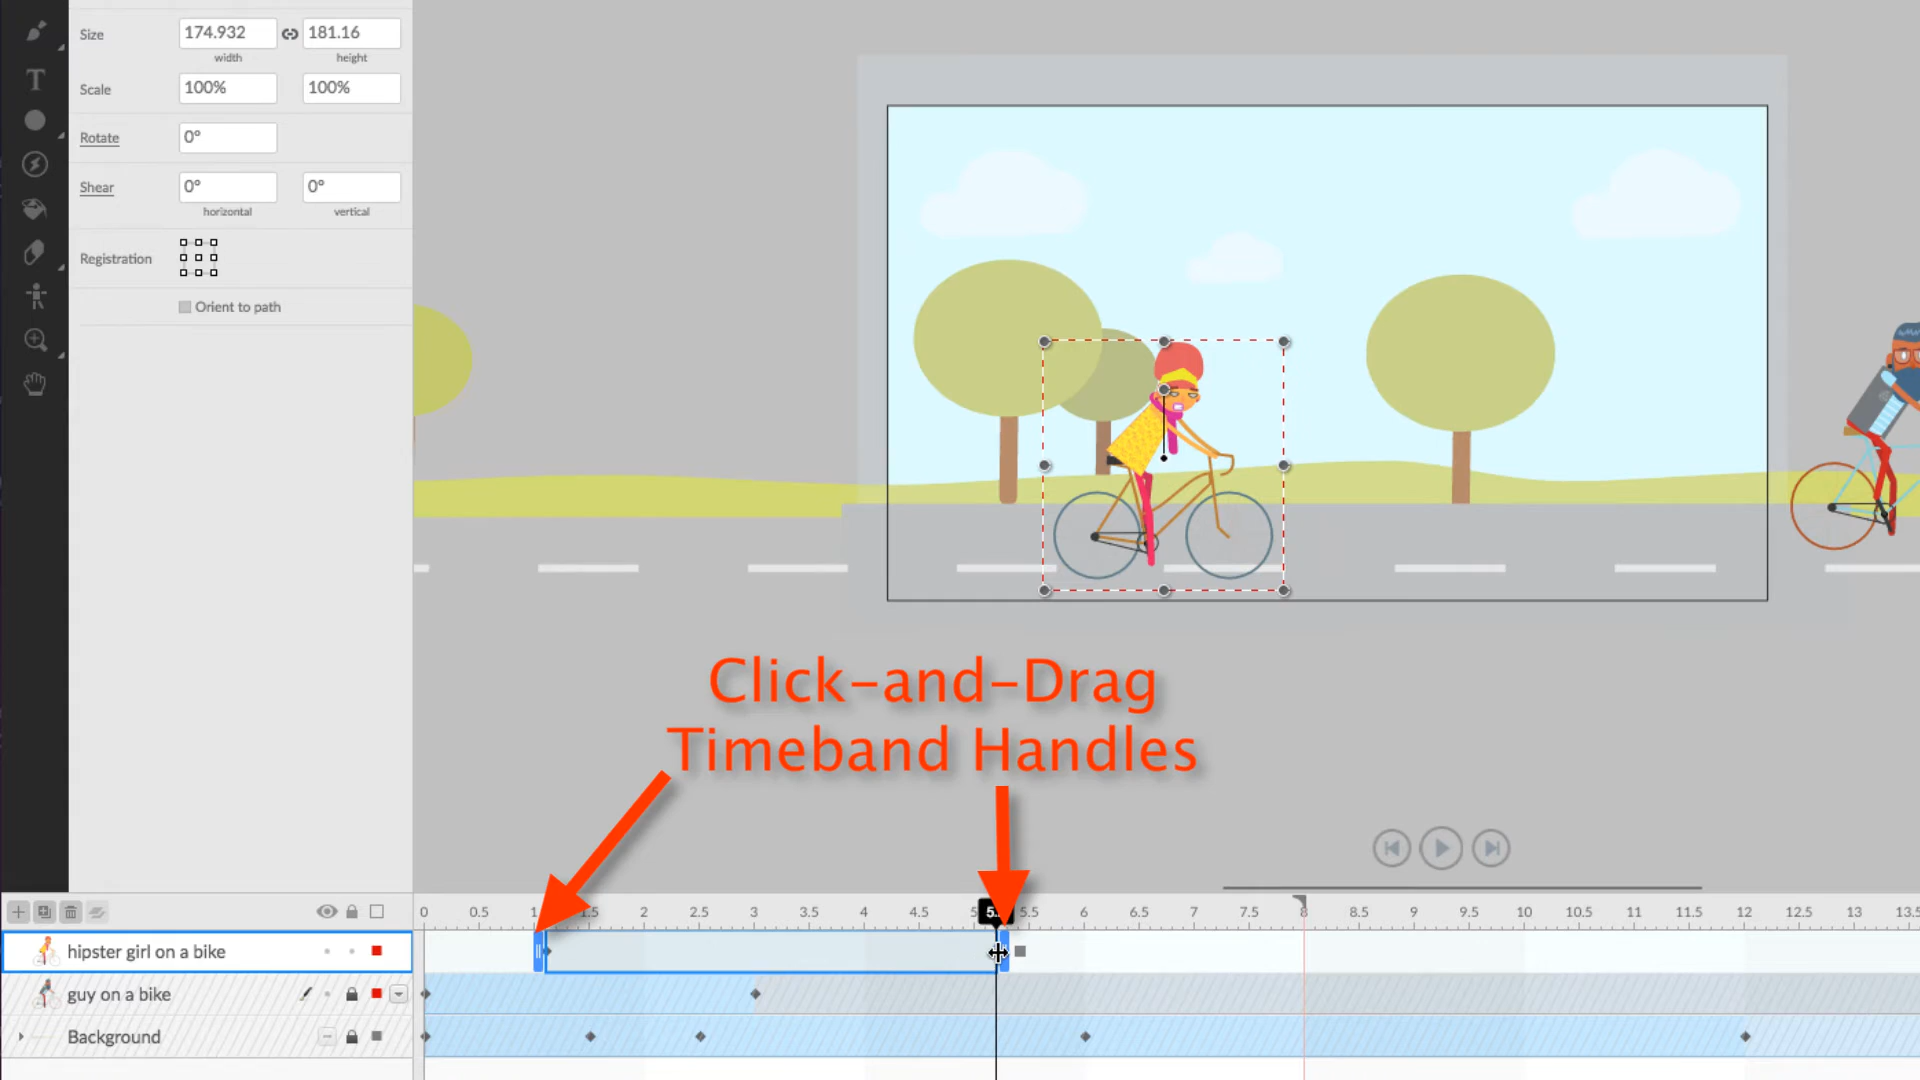 Size
174.932
181.16
width
height
Scale
100%
100%
Rotate
0°
Shear
0°
0°
horizontal
vertical
Registration
Orient to path
T
Click-and-Drag
Timeband Handles
0 0.5 1 1.5 2 2.5 3 3.5 4 4.5 5 5.5 6 6.5 7 7.5 8 8.5 9 9.5 10 10.5 11 11.5 12 12.5 13 13.5
hipster girl on a bike
guy on a bike
Background